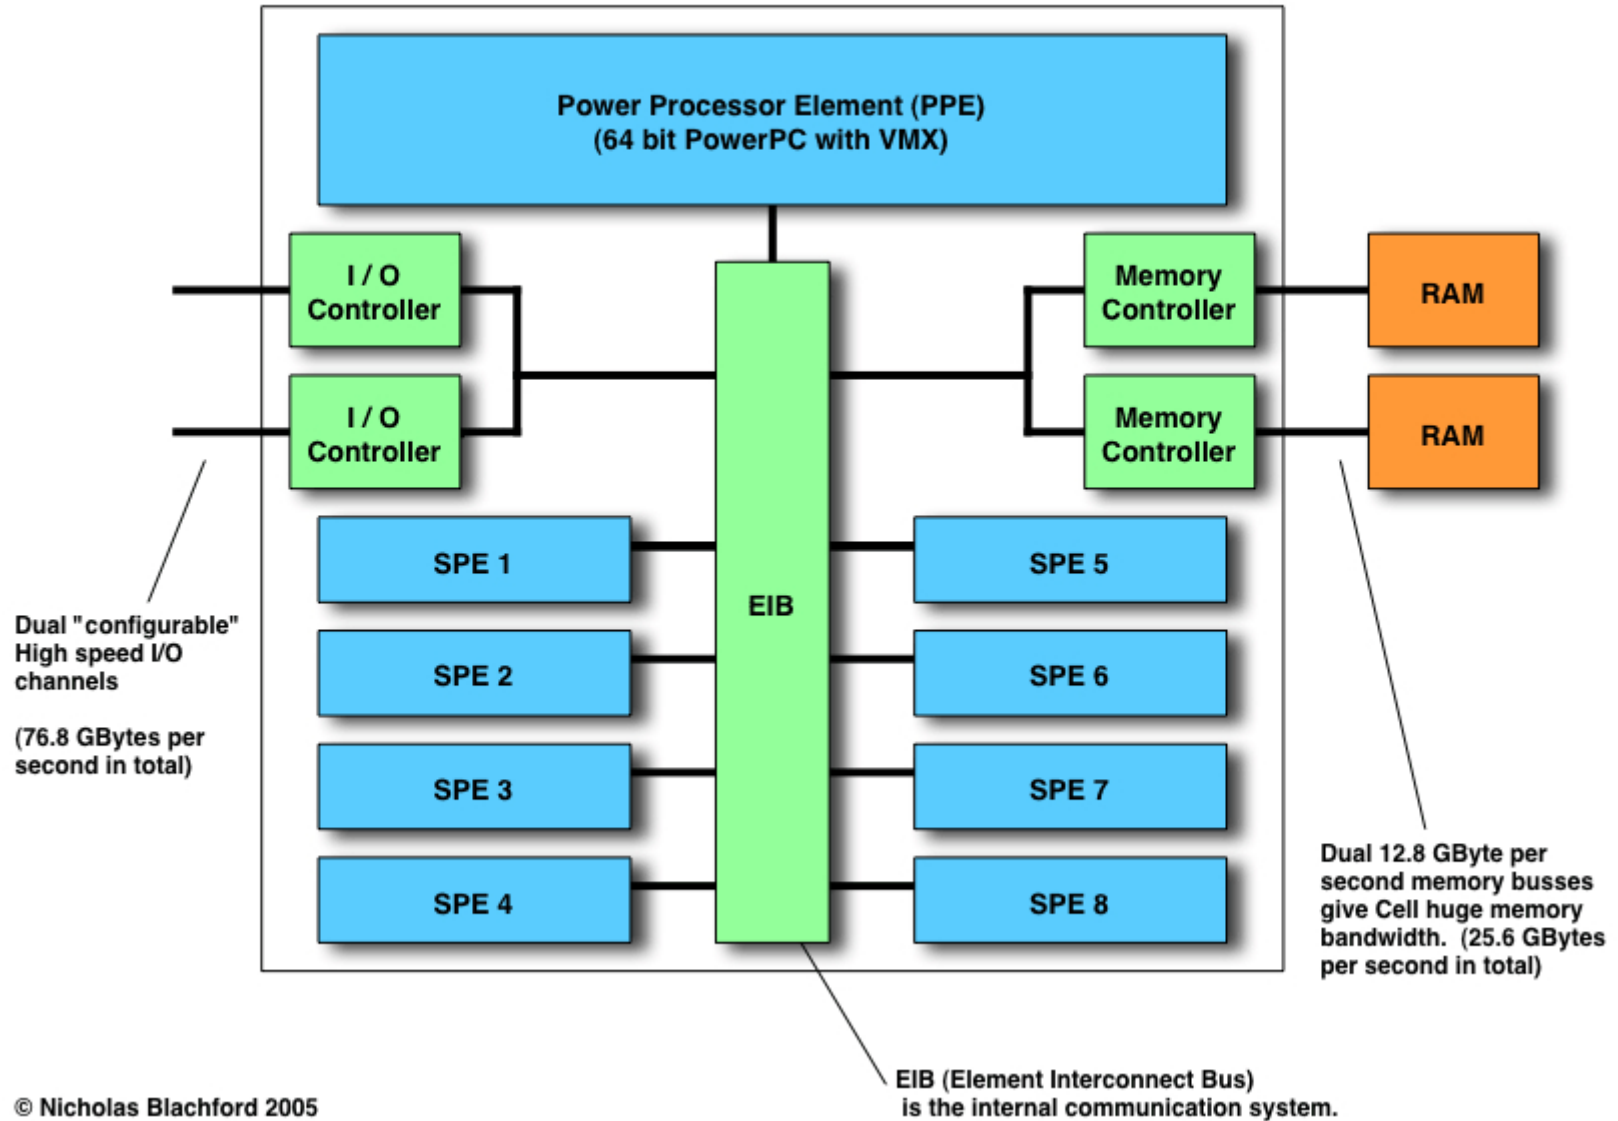 Power Processor Element (PPE)
(64 bit PowerPC with VMX)
I / O
Controller
Memory
Controller
RAM
I / O
Controller
Memory
Controller
RAM
SPE 1
SPE 5
EIB
SPE 2
SPE 6
SPE 3
SPE 7
SPE 4
SPE 8
Dual "configurable"
High speed I/O
channels
(76.8 GBytes per
second in total)
Dual 12.8 GByte per
second memory busses
give Cell huge memory
bandwidth.  (25.6 GBytes
per second in total)
EIB (Element Interconnect Bus)
is the internal communication system.
© Nicholas Blachford 2005